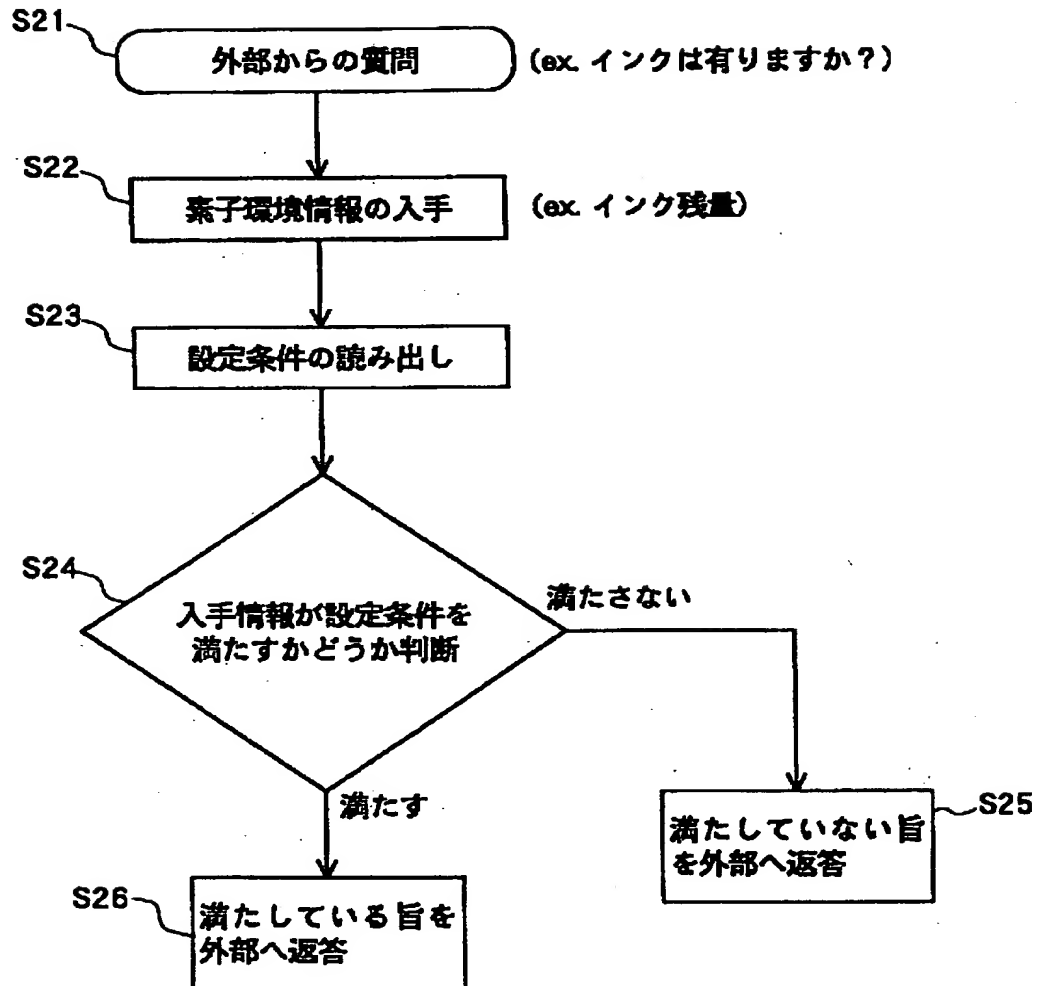 S21
外部からの質問
(ex. インクは有りますか?)
S22
素子環境情報の入手
(ex. インク残量)
S23
設定条件の読み出し
S24
入手情報が設定条件を
満たすかどうか判断
満たさない
満たす
S25
満たしていない旨
を外部へ返答
S26
満たしている旨を
外部へ返答